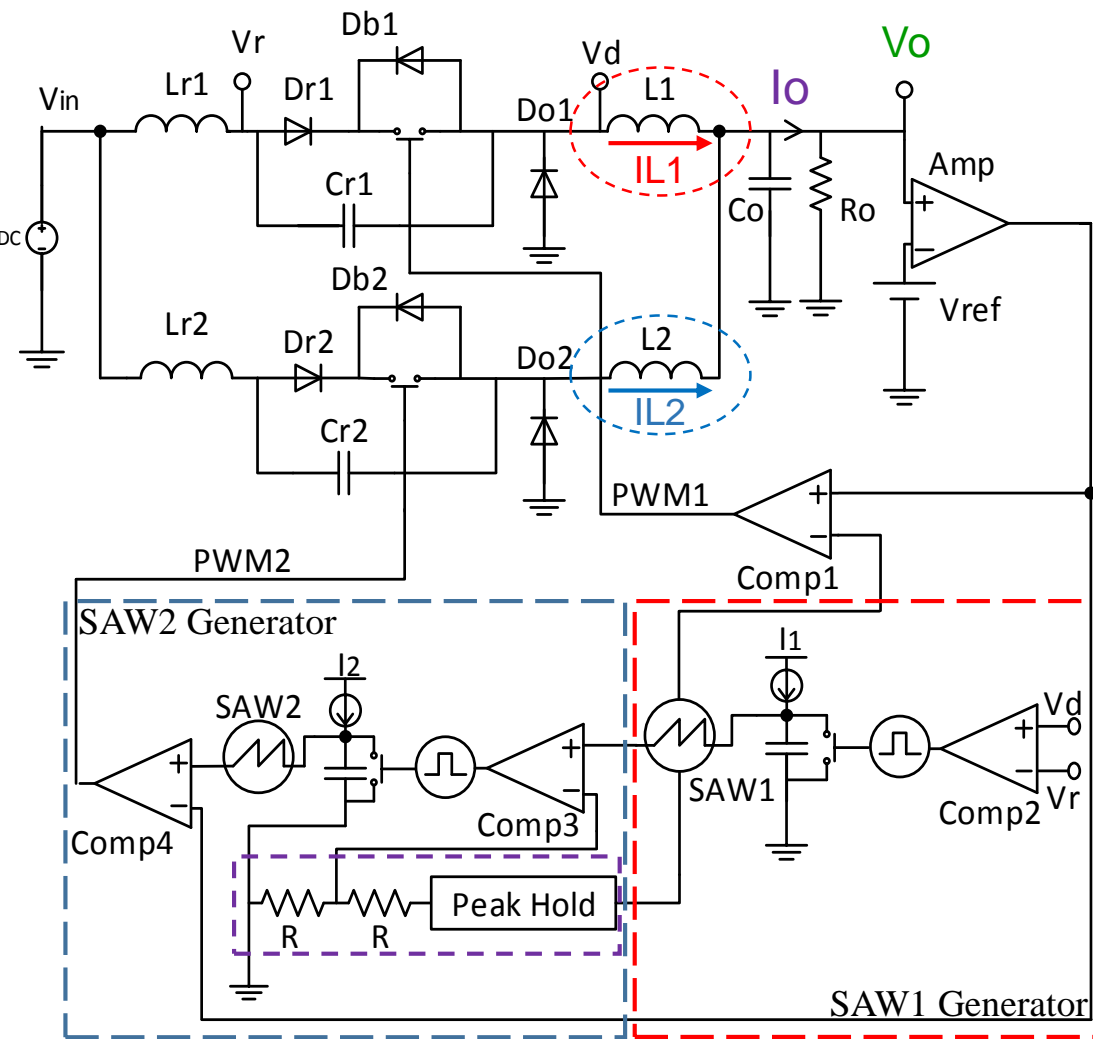 Db1
Vr
Vd
Vo
Lr1
L1
Io
Vin
Dr1
Do1
IL1
Amp
Cr1
Co
Ro
+
−
DC
Db2
Vref
Lr2
L2
Dr2
Do2
IL2
Cr2
PWM1
+
−
PWM2
Comp1
SAW2 Generator
I2
I1
SAW2
Vd
+
+
+
−
−
−
SAW1
Vr
Comp4
Comp3
Comp2
Peak Hold
R
R
SAW1 Generator